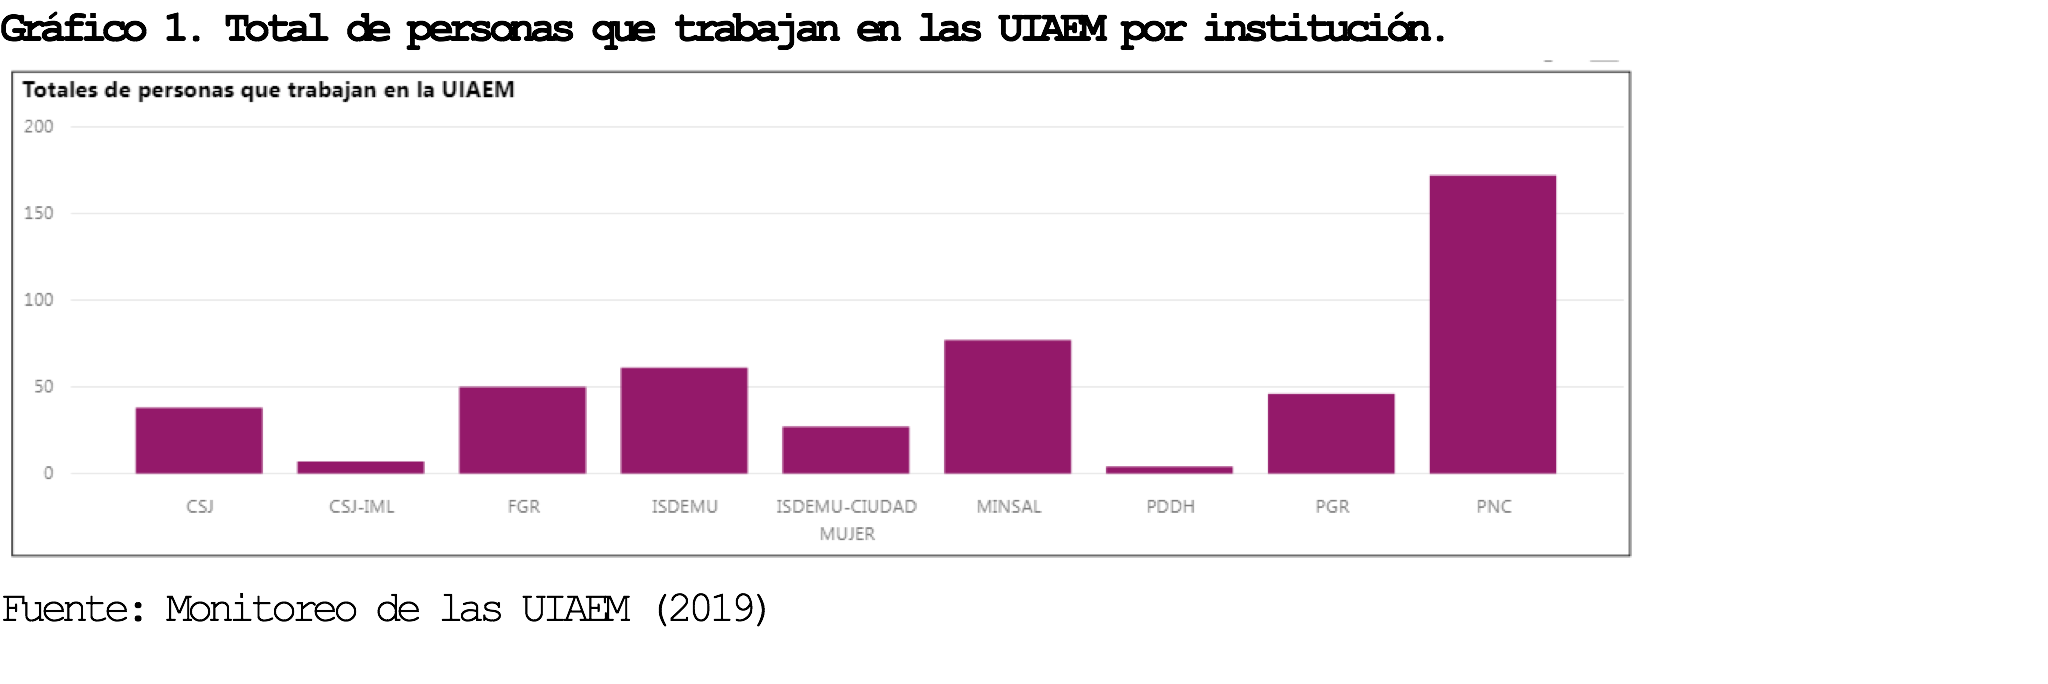 Gráfico 1. Total de personas que trabajan en las UIAEM por institución.
Totales de personas que trabajan en la UIAEM
200
150
100
50
0
CSJ CSJ-IML FGR ISDEMU ISDEMU-CIUDAD MINSAL PDDH PGR PNC
MUJER
Fuente: Monitoreo de las UIAEM (2019)